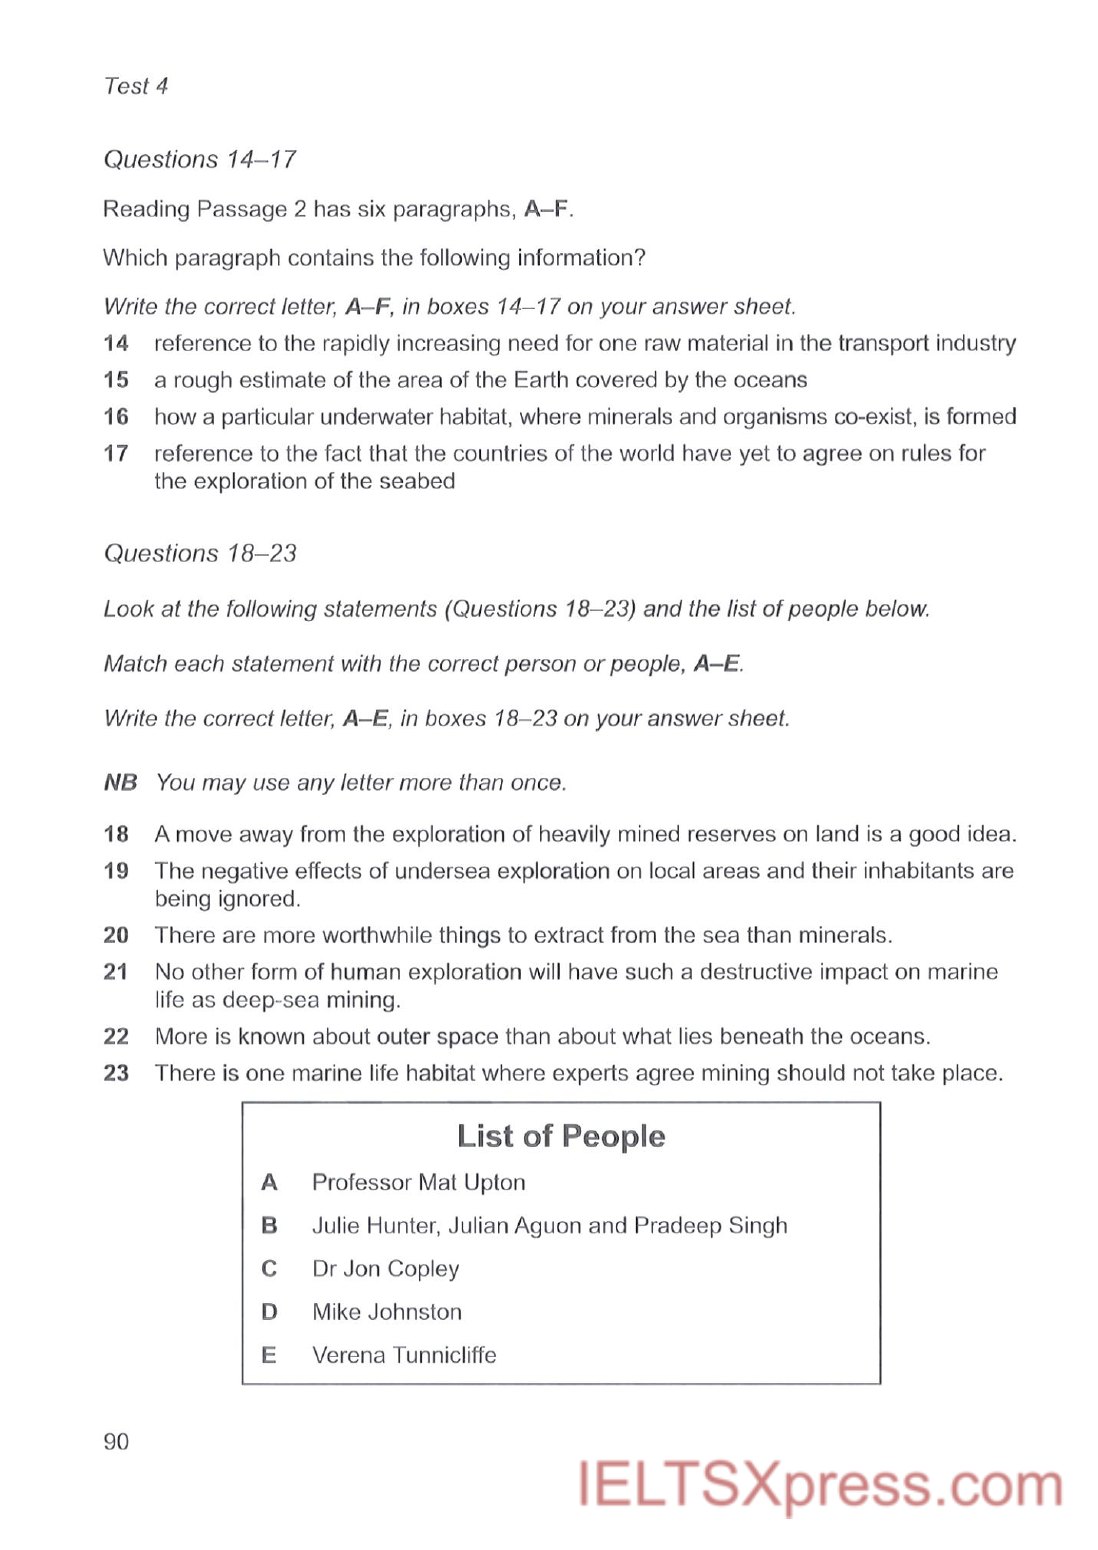 Test 4
Questions 14–17
Reading Passage 2 has six paragraphs, A–F.
Which paragraph contains the following information?
Write the correct letter, A–F, in boxes 14–17 on your answer sheet.
14 reference to the rapidly increasing need for one raw material in the transport industry
15 a rough estimate of the area of the Earth covered by the oceans
16 how a particular underwater habitat, where minerals and organisms co-exist, is formed
17 reference to the fact that the countries of the world have yet to agree on rules for
the exploration of the seabed
Questions 18–23
Look at the following statements (Questions 18–23) and the list of people below.
Match each statement with the correct person or people, A–E.
Write the correct letter, A–E, in boxes 18–23 on your answer sheet.
NB You may use any letter more than once.
18 A move away from the exploration of heavily mined reserves on land is a good idea.
19 The negative effects of undersea exploration on local areas and their inhabitants are
being ignored.
20 There are more worthwhile things to extract from the sea than minerals.
21 No other form of human exploration will have such a destructive impact on marine
life as deep-sea mining.
22 More is known about outer space than about what lies beneath the oceans.
23 There is one marine life habitat where experts agree mining should not take place.
List of People
A Professor Mat Upton
B Julie Hunter, Julian Aguon and Pradeep Singh
C Dr Jon Copley
D Mike Johnston
E Verena Tunnicliffe
90
IELTSXpress.com